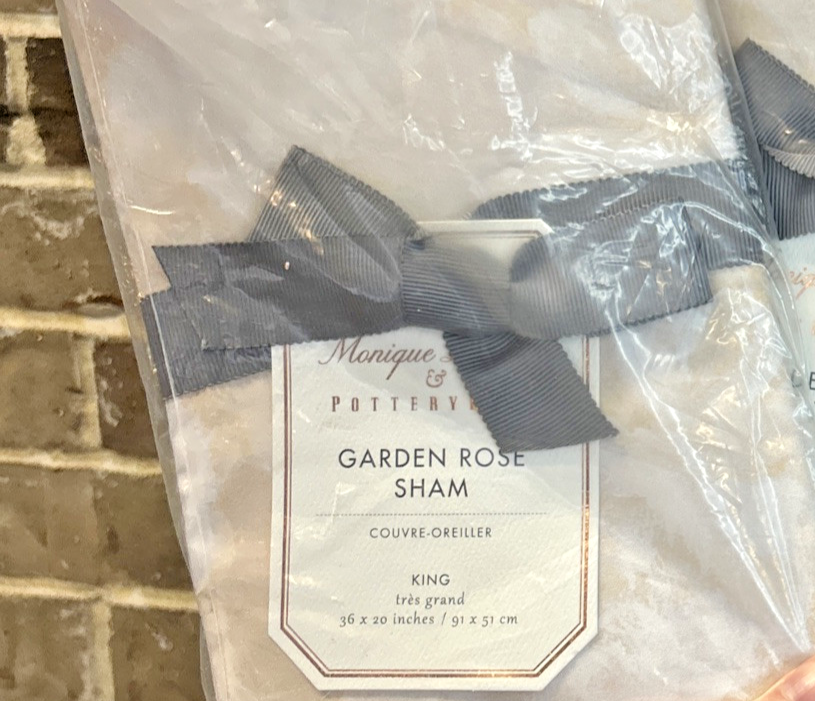 Monique
&
POTTERY
GARDEN ROSE
SHAM
COUVRE-OREILLER
KING
très grand
36 x 20 inches / 91 x 51 cm